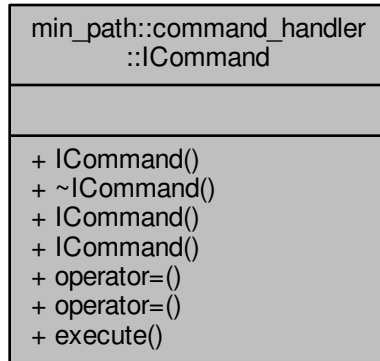 min_path::command_handler
::ICommand
+ ICommand()
+ ~ICommand()
+ ICommand()
+ ICommand()
+ operator=()
+ operator=()
+ execute()